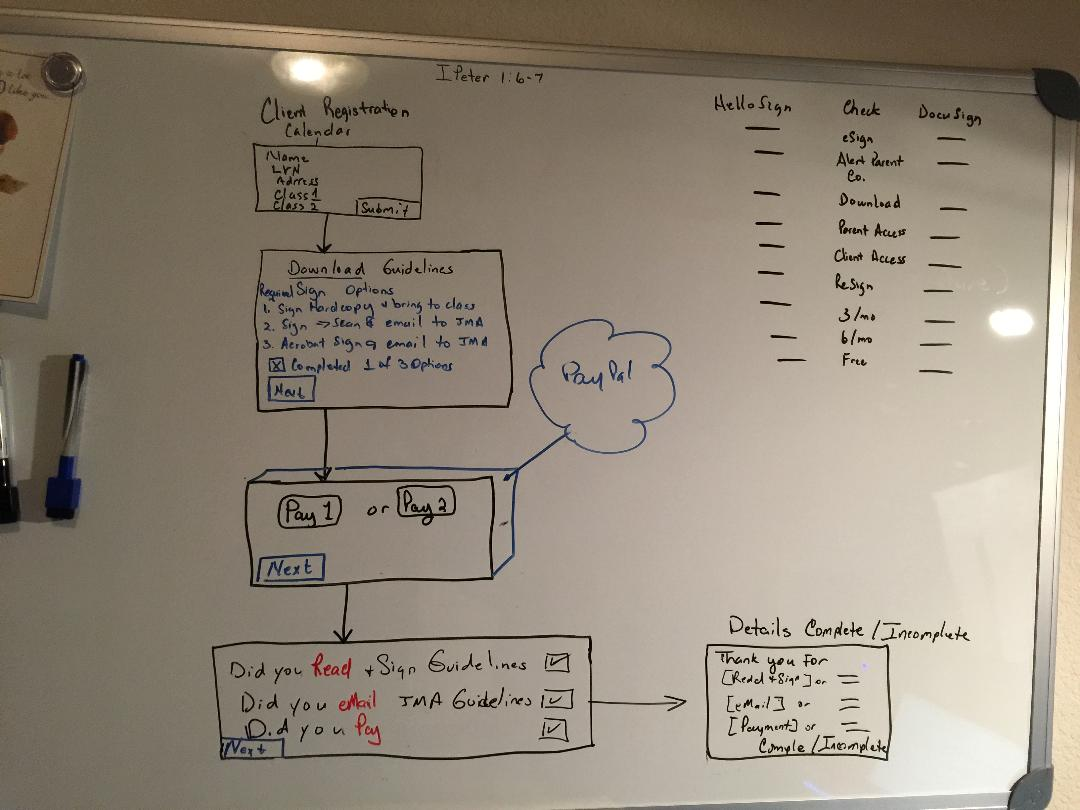 I Peter 1:6-7
Client Registration
Calendar
Name
LVN
Adrress
Class 1
Class 2
Submit
Download Guidelines
Required Sign Options
1. Sign Hardcopy + bring to class
2. Sign => Scan & email to JMA
3. Acrobat Sign & email to JMA
Completed 1 of 3 Options
Next
PayPal
Pay 1 or Pay 2
Next
Did you Read + Sign Guidelines
Did you eMail JMA Guidelines
Did you Pay
Next
Details Complete / Incomplete
Thank you For
[Read + Sign] or
[eMail] or
[Payment] or
Comple / Incomplete
HelloSign Check DocuSign
eSign
Alert Parent
Co.
Download
Parent Access
Client Access
ReSign
3/mo
6/mo
Free
like you